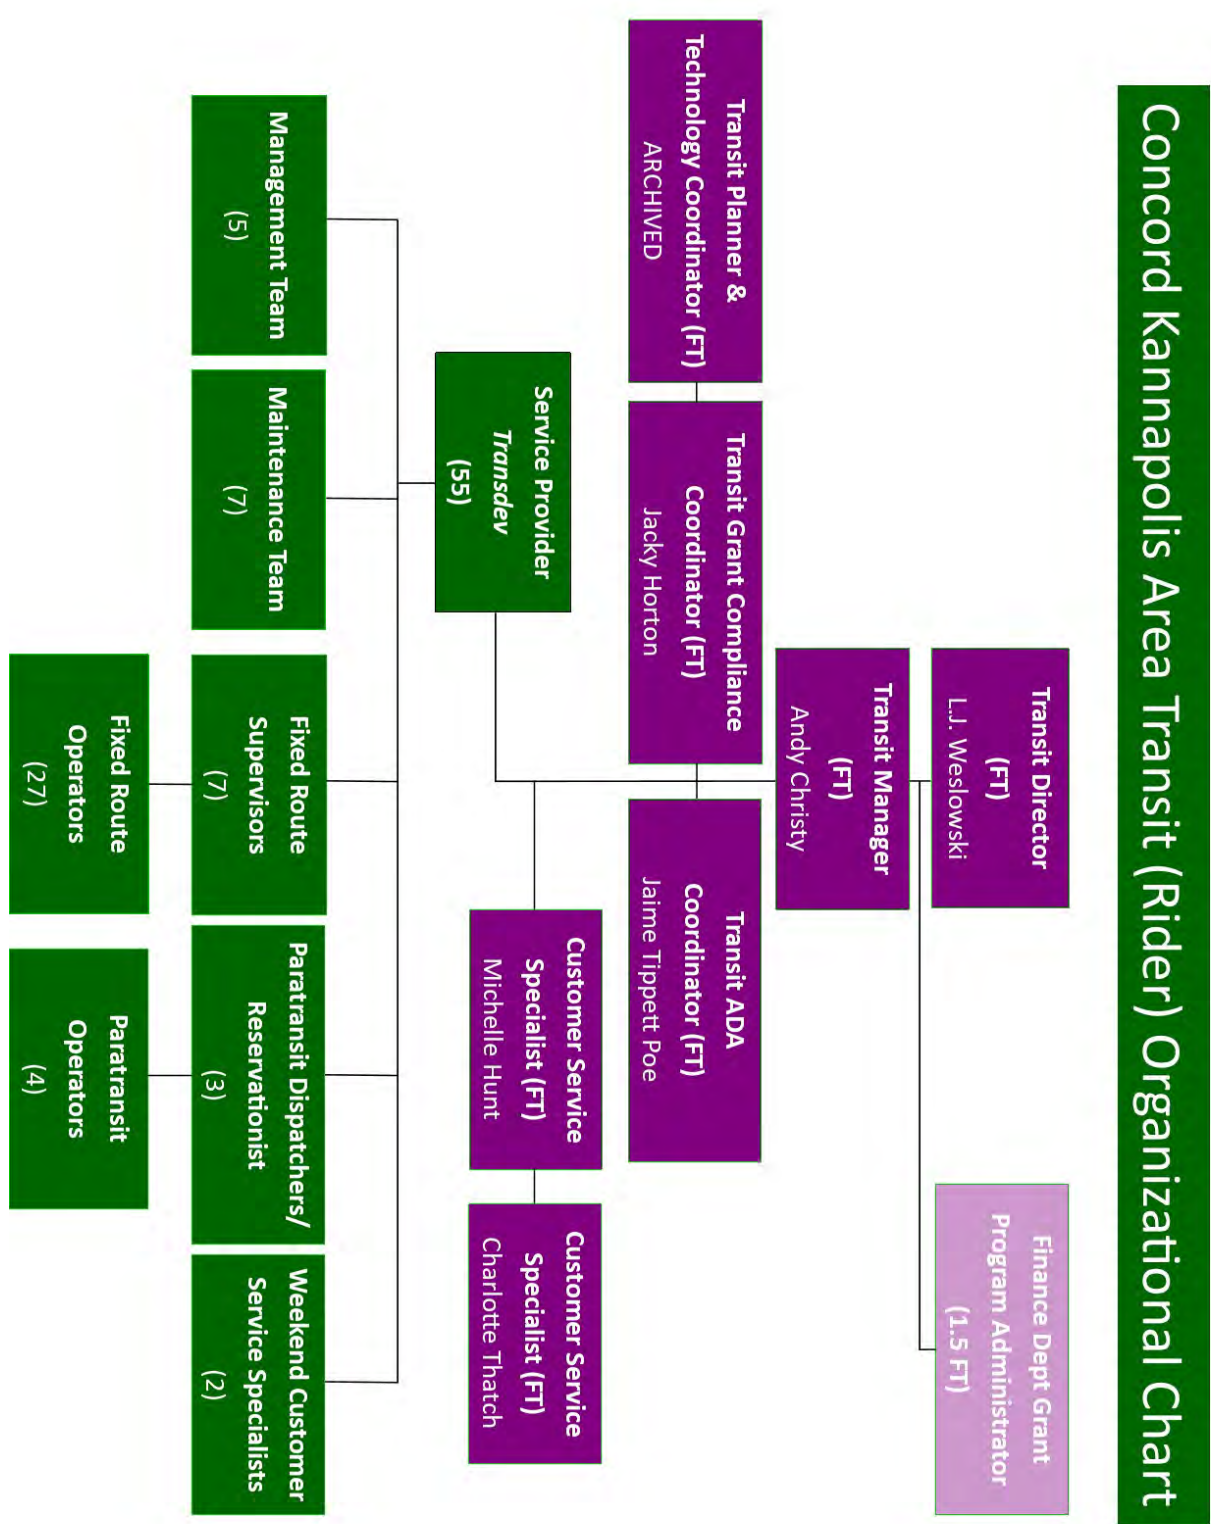 Concord Kannapolis Area Transit (Rider) Organizational Chart
Transit Director
(FT)
L.J. Weslowski
Finance Dept Grant
Program Administrator
(1.5 FT)
Transit Manager
(FT)
Andy Christy
Transit Planner &
Technology Coordinator (FT)
ARCHIVED
Transit Grant Compliance
Coordinator (FT)
Jacky Horton
Transit ADA
Coordinator (FT)
Jaime Tippett Poe
Customer Service
Specialist (FT)
Michelle Hunt
Customer Service
Specialist (FT)
Charlotte Thatch
Service Provider
Transdev
(55)
Management Team
(5)
Maintenance Team
(7)
Fixed Route
Supervisors
(7)
Paratransit Dispatchers/
Reservationist
(3)
Weekend Customer
Service Specialists
(2)
Fixed Route
Operators
(27)
Paratransit
Operators
(4)